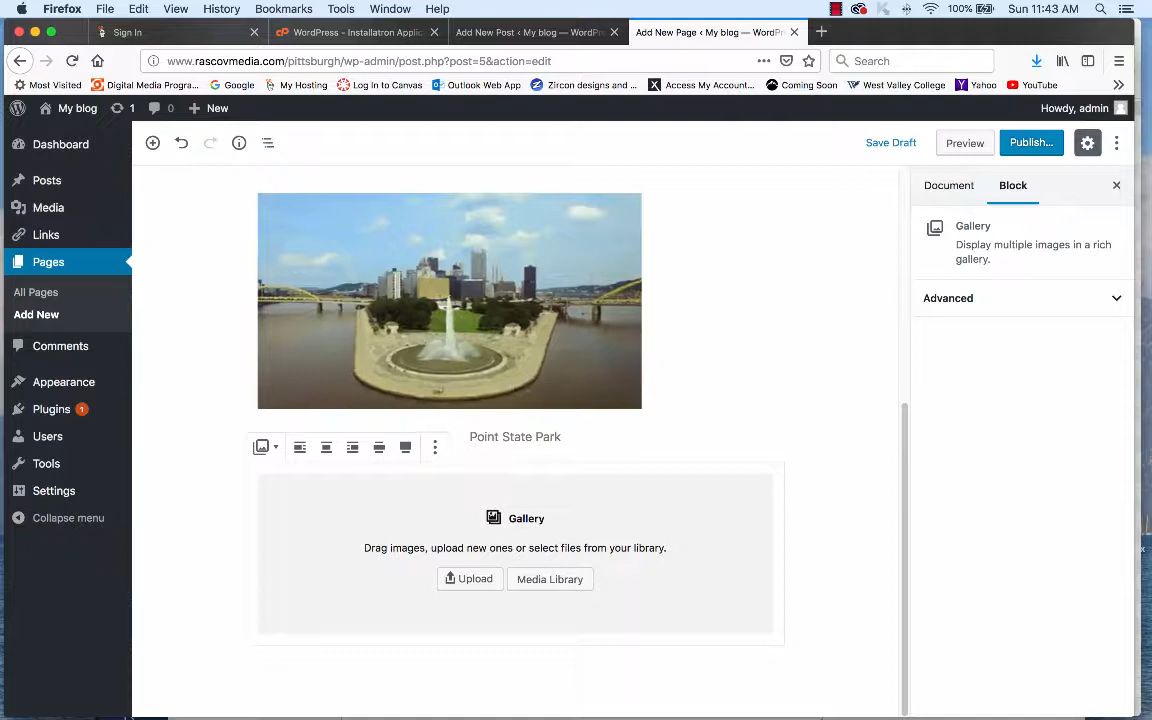 Firefox File Edit View History Bookmarks Tools Window Help 100% Sun 11:43 AM
Sign In WordPress - Installatron Applic Add New Post ‹ My blog — WordPr Add New Page ‹ My blog — WordPr
www.rascovmedia.com/pittsburgh/wp-admin/post.php?post=5&action=edit Search
Most Visited Digital Media Progra... Google My Hosting Log In to Canvas Outlook Web App Zircon designs and ... Access My Accoun... Coming Soon West Valley College Yahoo YouTube
My blog 1 0 New Howdy, admin
Dashboard
Posts
Media
Links
Pages
All Pages
Add New
Comments
Appearance
Plugins 1
Users
Tools
Settings
Collapse menu
Save Draft Preview Publish...
Point State Park
Gallery
Drag images, upload new ones or select files from your library.
Upload Media Library
Document Block
Gallery
Display multiple images in a rich
gallery.
Advanced